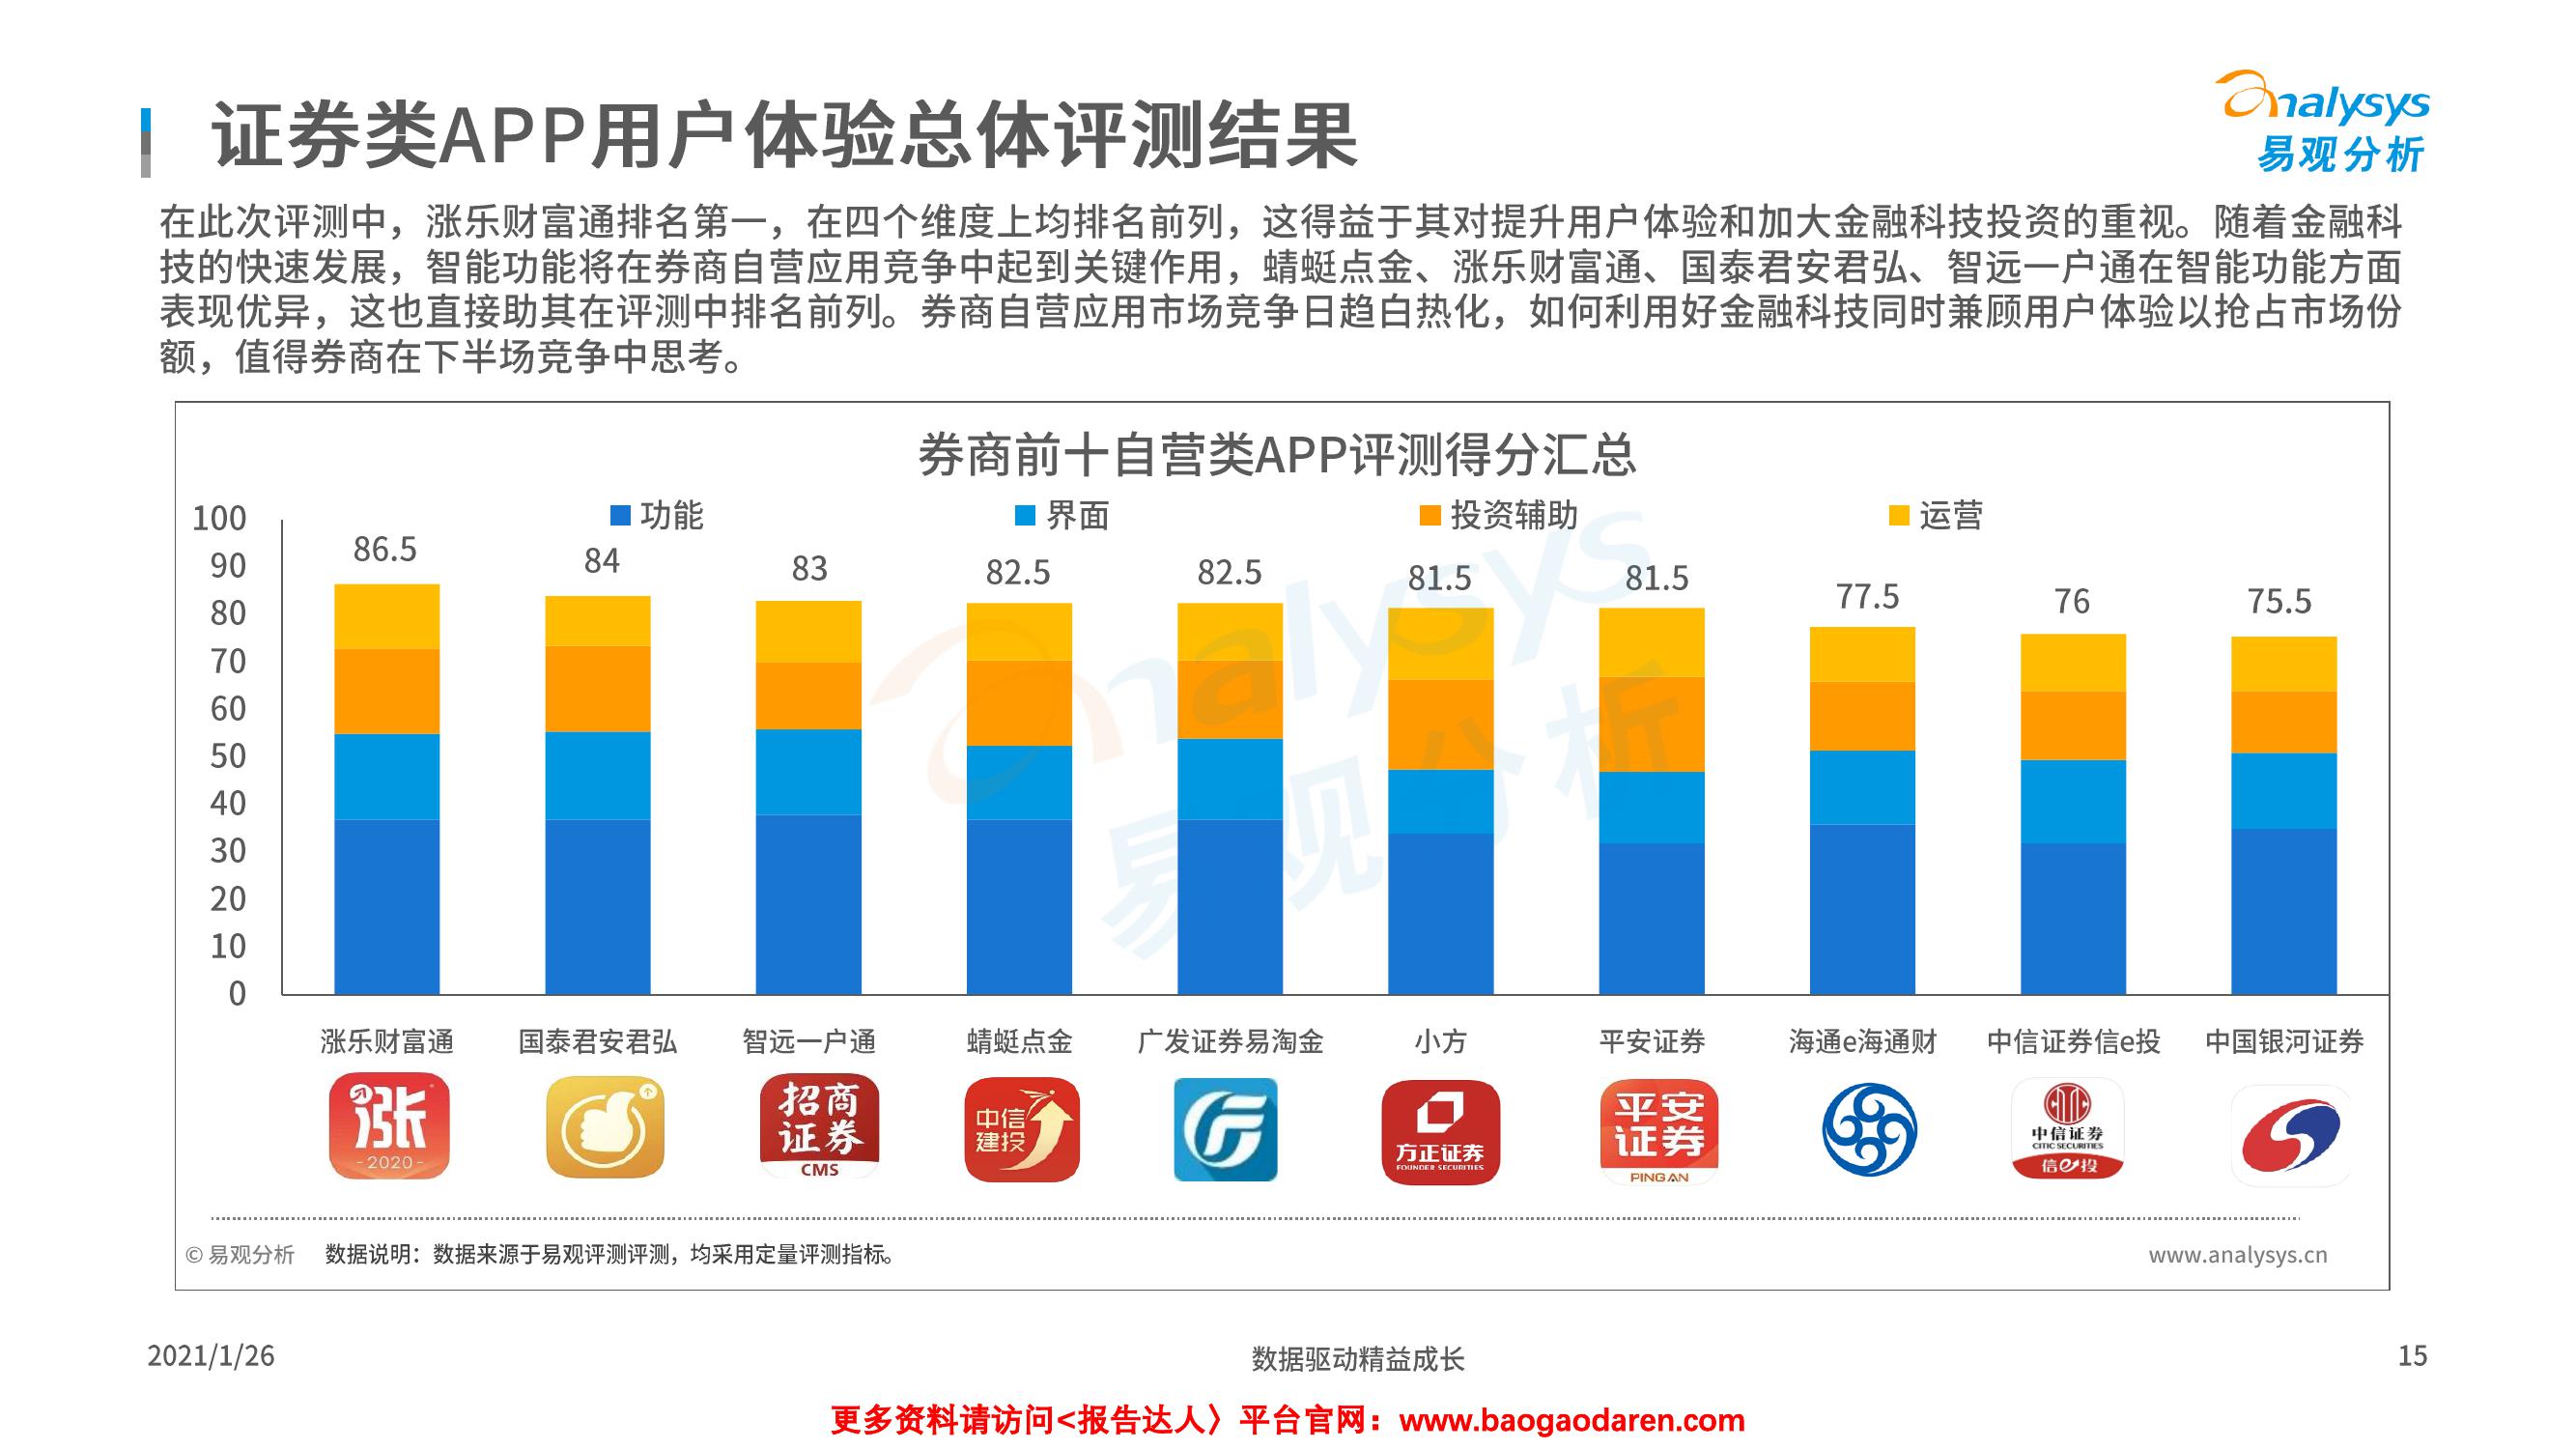 analysys
易观分析
证券类APP用户体验总体评测结果
在此次评测中，涨乐财富通排名第一，在四个维度上均排名前列，这得益于其对提升用户体验和加大金融科技投资的重视。随着金融科
技的快速发展，智能功能将在券商自营应用竞争中起到关键作用，蜻蜓点金、涨乐财富通、国泰君安君弘、智远一户通在智能功能方面
表现优异，这也直接助其在评测中排名前列。券商自营应用市场竞争日趋白热化，如何利用好金融科技同时兼顾用户体验以抢占市场份
额，值得券商在下半场竞争中思考。
券商前十自营类APP评测得分汇总
功能 界面 投资辅助 运营
100
90
80
70
60
50
40
30
20
10
0
86.5 84 83 82.5 82.5 81.5 81.5 77.5 76 75.5
analysys
易观分析
涨乐财富通 国泰君安君弘 智远一户通 蜻蜓点金 广发证券易淘金 小方 平安证券 海通e海通财 中信证券信e投 中国银河证券
涨
-2020-
招商
证券
CMS
中信
建投
方正证券
FOUNDER SECURITIES
平安
证券
PING AN
中信证券
CITIC SECURITIES
信e投
© 易观分析 数据说明：数据来源于易观评测评测，均采用定量评测指标。 www.analysys.cn
2021/1/26 数据驱动精益成长 15
更多资料请访问<报告达人〉平台官网：www.baogaodaren.com